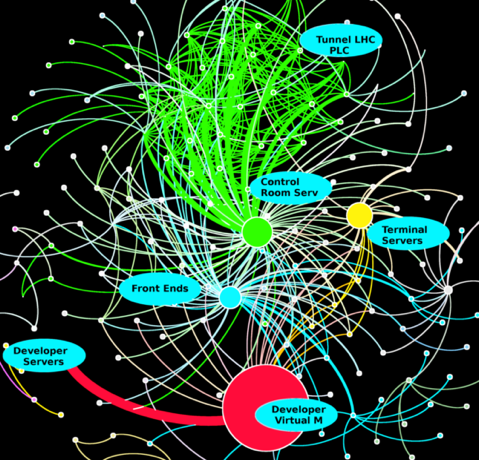 Tunnel LHC
PLC
Control
Room Serv
Terminal
Servers
Front Ends
Developer
Servers
Developer
Virtual M